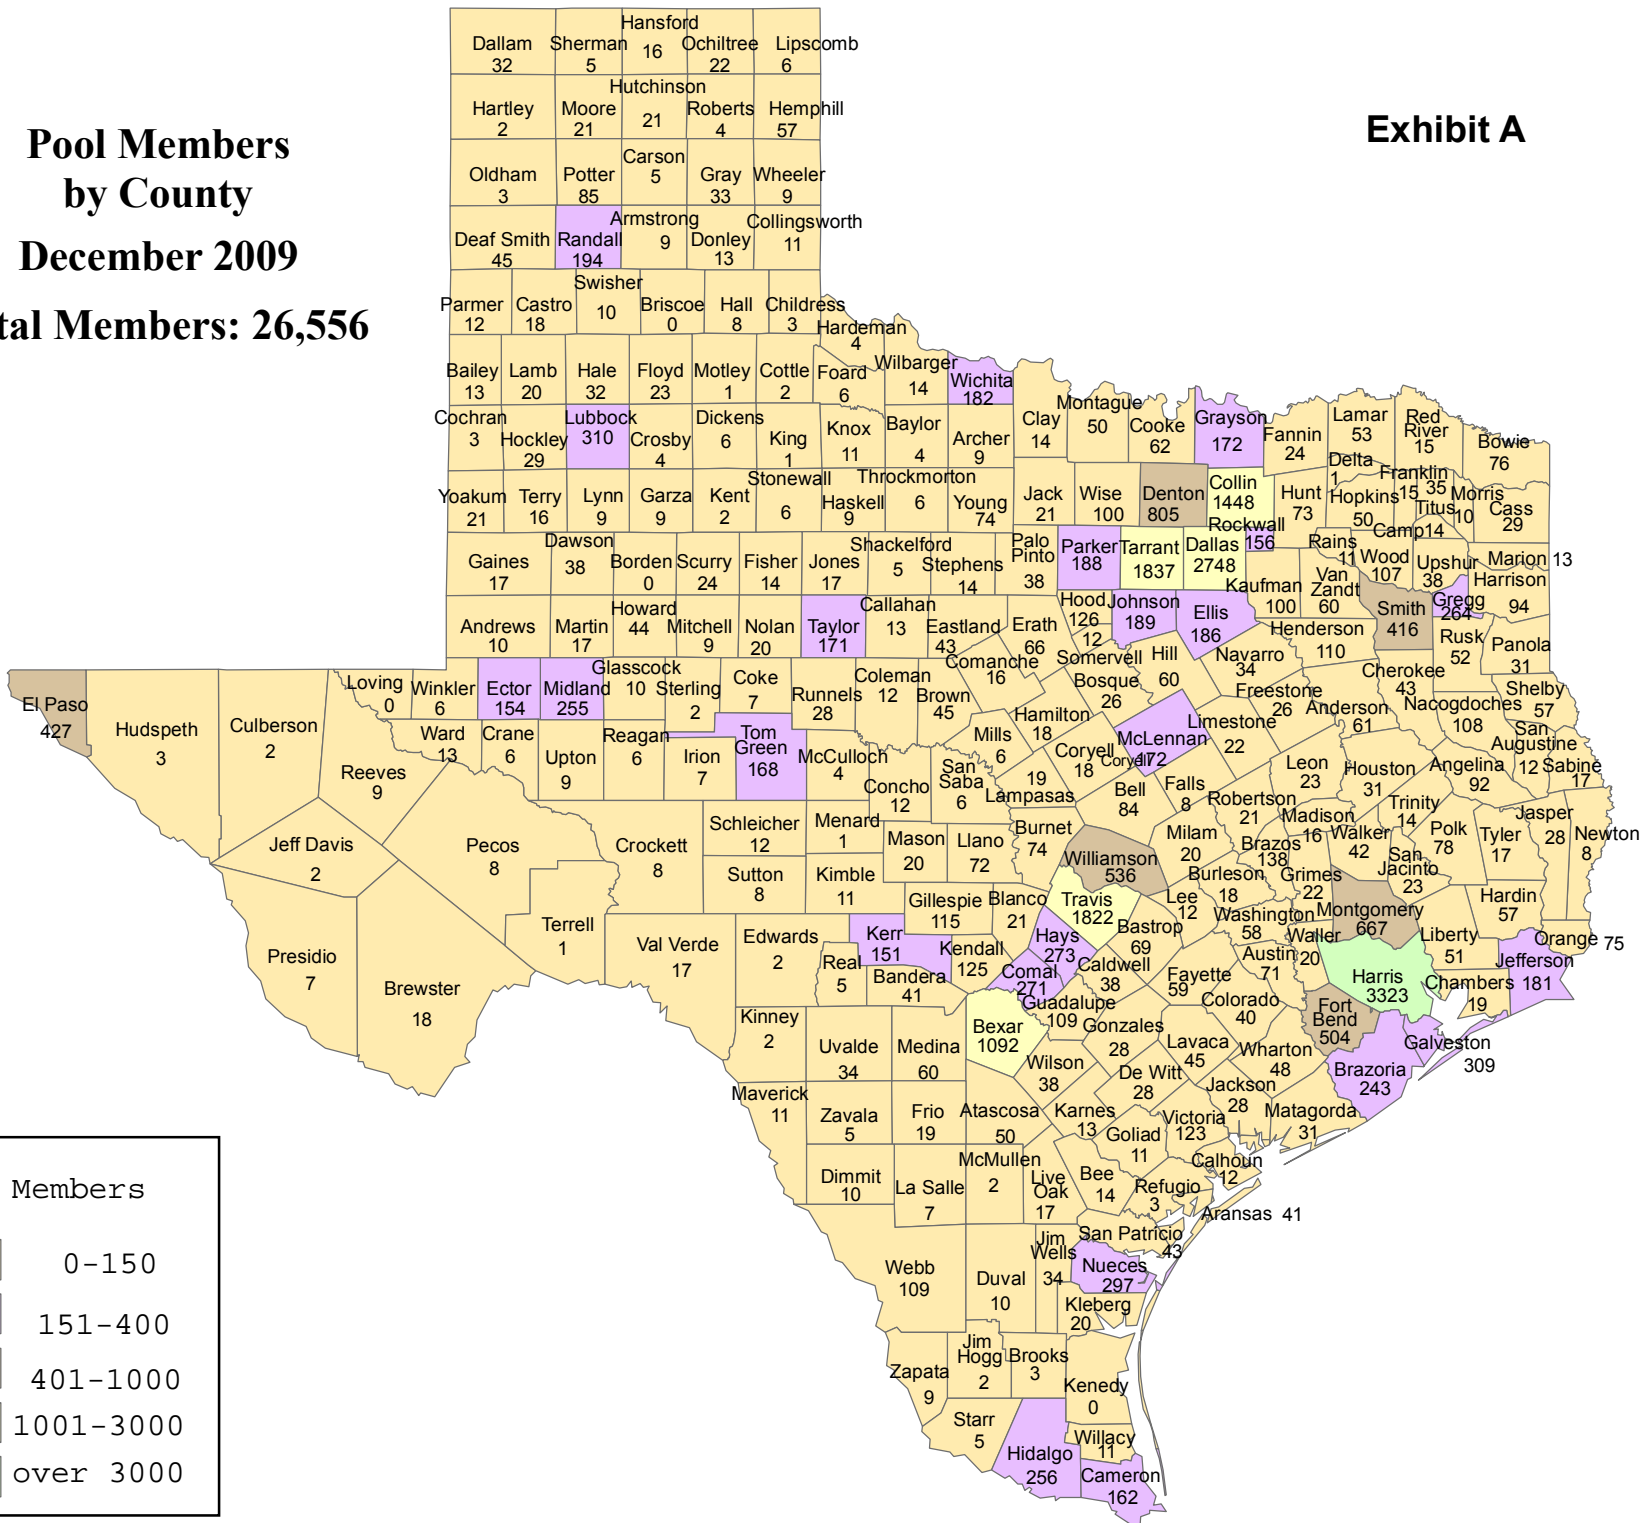 Pool Members
by County
December 2009
tal Members: 26,556
Exhibit A
Dallam
32
Sherman
5
Hansford
16
Ochiltree
22
Lipscomb
6
Hartley
2
Moore
21
Hutchinson
21
Roberts
4
Hemphill
57
Oldham
3
Potter
85
Carson
5
Gray
33
Wheeler
9
Deaf Smith
45
Randall
194
Armstrong
9
Donley
13
Collingsworth
11
Parmer
12
Castro
18
Swisher
10
Briscoe
0
Hall
8
Childress
3
Hardeman
4
Bailey
13
Lamb
20
Hale
32
Floyd
23
Motley
1
Cottle
2
Foard
6
Wilbarger
14
Wichita
182
Cochran
3
Hockley
29
Lubbock
310
Crosby
4
Dickens
6
King
1
Knox
11
Baylor
4
Archer
9
Clay
14
Montague
50
Cooke
62
Grayson
172
Fannin
24
Lamar
53
Red
River
15
Bowie
76
Yoakum
21
Terry
16
Lynn
9
Garza
9
Kent
2
Stonewall
6
Haskell
9
Throckmorton
6
Young
74
Jack
21
Wise
100
Denton
805
Collin
1448
Hunt
73
Delta
1
Hopkins
50
Franklin
15
35
Titus
Morris
10
Cass
29
Gaines
17
Dawson
38
Borden
0
Scurry
24
Fisher
14
Jones
17
Shackelford
5
Stephens
14
Palo
Pinto
38
Parker
188
Tarrant
1837
Dallas
2748
Rockwall
156
Kaufman
100
Rains
11
Van
Zandt
60
Wood
107
Camp
14
Upshur
38
Marion 13
Harrison
94
Gregg
264
Smith
416
Andrews
10
Martin
17
Howard
44
Mitchell
9
Nolan
20
Taylor
171
Callahan
13
Eastland
43
Erath
66
Hood
126
12
Somervell
Johnson
189
Ellis
186
Navarro
34
Henderson
110
Cherokee
43
Rusk
52
Panola
31
El Paso
427
Hudspeth
3
Culberson
2
Loving
0
Winkler
6
Ector
154
Midland
255
Glasscock
10
Sterling
2
Coke
7
Runnels
28
Coleman
12
Brown
45
Comanche
16
Bosque
26
Hill
60
Hamilton
18
Freestone
26
Anderson
61
Nacogdoches
108
Shelby
57
Reeves
9
Ward
13
Crane
6
Upton
9
Reagan
6
Irion
7
Tom
Green
168
McCulloch
4
Concho
12
San
Saba
6
Mills
6
19
Lampasas
Coryell
18
Coryell
McLennan
172
Limestone
22
Falls
8
Bell
84
Leon
23
Houston
31
Angelina
92
San
Augustine
12
Sabine
17
Jeff Davis
2
Pecos
8
Crockett
8
Schleicher
12
Menard
1
Mason
20
Llano
72
Burnet
74
Williamson
536
Milam
20
Robertson
21
Brazos
138
Madison
16
Walker
42
Trinity
14
Polk
78
San
Jacinto
23
Tyler
17
Jasper
28
Newton
8
Presidio
7
Brewster
18
Terrell
1
Val Verde
17
Sutton
8
Kimble
11
Edwards
2
Real
5
Kerr
151
Bandera
41
Gillespie
115
Kendall
125
Blanco
21
Travis
1822
Hays
273
Comal
271
Bastrop
69
Caldwell
38
Lee
12
Burleson
18
Washington
58
Grimes
22
Montgomery
667
Waller
20
Austin
71
Fayette
59
Colorado
40
Harris
3323
Liberty
51
Hardin
57
Orange 75
Jefferson
181
Chambers
19
Fort
Bend
504
Galveston
309
Brazoria
243
Kinney
2
Uvalde
34
Medina
60
Bexar
1092
Guadalupe
109
Gonzales
28
Wilson
38
Lavaca
45
De Witt
28
Wharton
48
Jackson
28
Matagorda
31
Maverick
11
Zavala
5
Frio
19
Atascosa
50
Karnes
13
Goliad
11
Victoria
123
Calhoun
12
Dimmit
10
La Salle
7
McMullen
2
Live
Oak
17
Bee
14
Refugio
3
Aransas 41
San Patricio
43
Webb
109
Duval
10
Jim
Wells
34
Nueces
297
Kleberg
20
Zapata
9
Jim
Hogg
2
Brooks
3
Kenedy
0
Starr
5
Hidalgo
256
Willacy
11
Cameron
162
Members
0-150
151-400
401-1000
1001-3000
over 3000